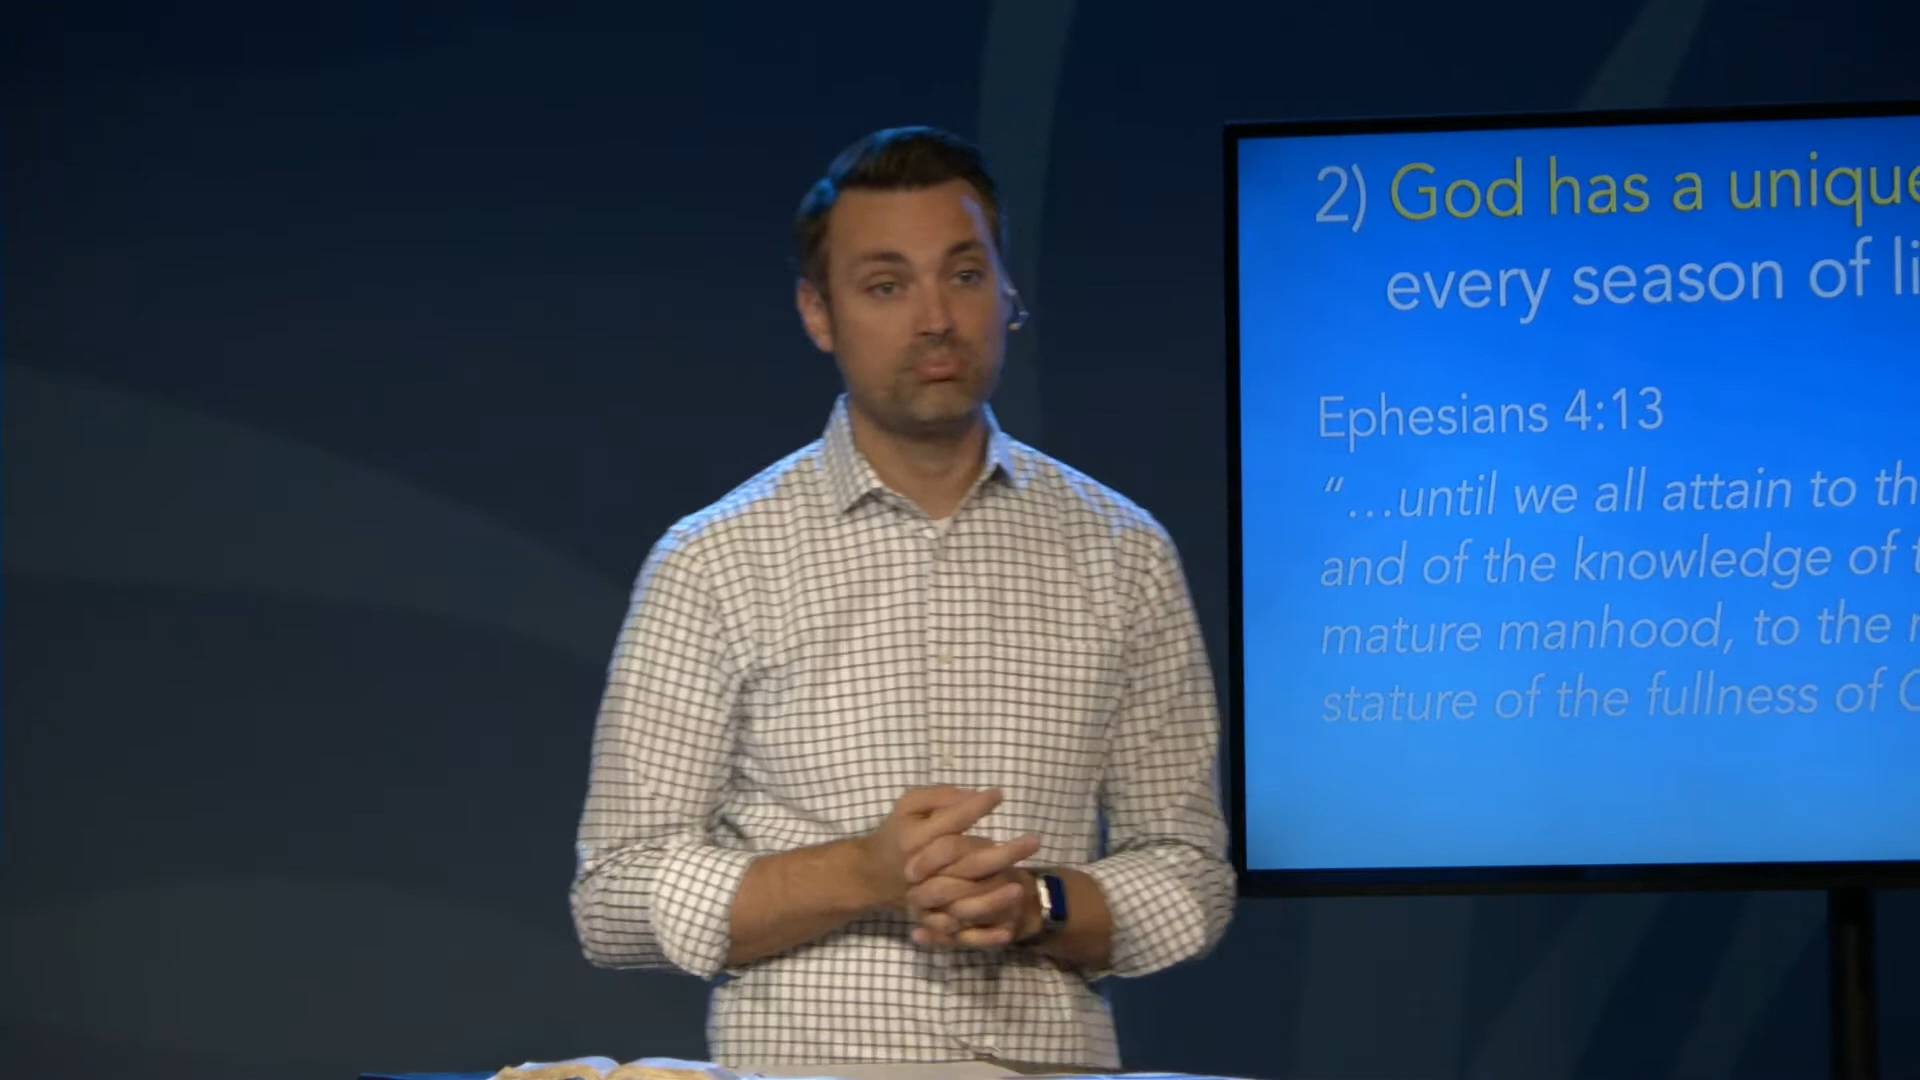 2) God has a unique
every season of
Ephesians 4:13
“...until we all attain to
and of the knowledge of
mature manhood, to the
stature of the fullness of